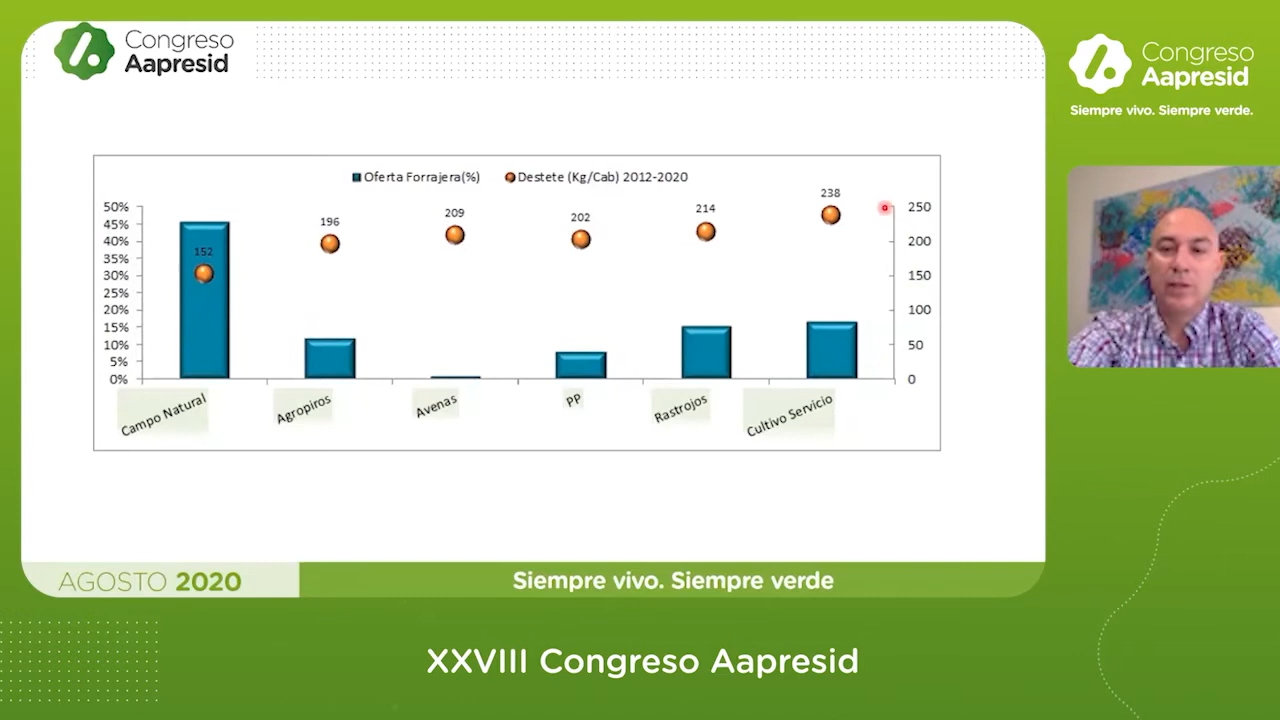 Congreso
Aapresid
Congreso
Aapresid
Siempre vivo. Siempre verde.
Oferta Forrajera(%)
Destete (Kg/Cab) 2012-2020
50%
45%
40%
35%
30%
25%
20%
15%
10%
5%
0%
152
196
209
202
214
238
250
200
150
100
50
0
Campo Natural
Agropiros
Avenas
PP
Rastrojos
Cultivo Servicio
AGOSTO 2020
Siempre vivo. Siempre verde
XXVIII Congreso Aapresid